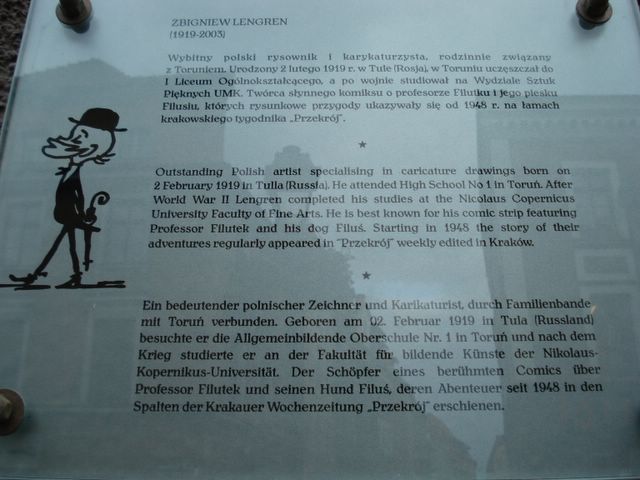 ZBIGNIEW LENGREN
(1919-2003)
Wybitny polski rysownik i karykaturzysta, rodzinnie związany
z Toruniem. Urodzony 2 lutego 1919 r. w Tule (Rosja), w Toruniu uczęszczał do
I Liceum Ogólnokształcącego, a po wojnie studiował na Wydziale Sztuk
Pięknych UMK. Twórca słynnego komiksu o profesorze Filutku i jego piesku
Filusiu, których rysunkowe przygody ukazywały się od 1948 r. na łamach
krakowskiego tygodnika „Przekrój".
Outstanding Polish artist specialising in caricature drawings born on
2 February 1919 in Tulla (Russia). He attended High School No 1 in Toruń. After
World War II Lengren completed his studies at the Nicolaus Copernicus
University Faculty of Fine Arts. He is best known for his comic strip featuring
Professor Filutek and his dog Filuś. Starting in 1948 the story of their
adventures regularly appeared in "Przekrój" weekly edited in Kraków.
Ein bedeutender polnischer Zeichner und Karikaturist, durch Familienbande
mit Toruń verbunden. Geboren am 02. Februar 1919 in Tula (Russland)
besuchte er die Allgemeinbildende Oberschule Nr. 1 in Toruń und nach dem
Krieg studierte er an der Fakultät für bildende Künste der Nikolaus-
Kopernikus-Universität. Der Schöpfer eines berühmten Comics über
Professor Filutek und seinen Hund Filuś, deren Abenteuer seit 1948 in den
Spalten der Krakauer Wochenzeitung „Przekrój" erschienen.